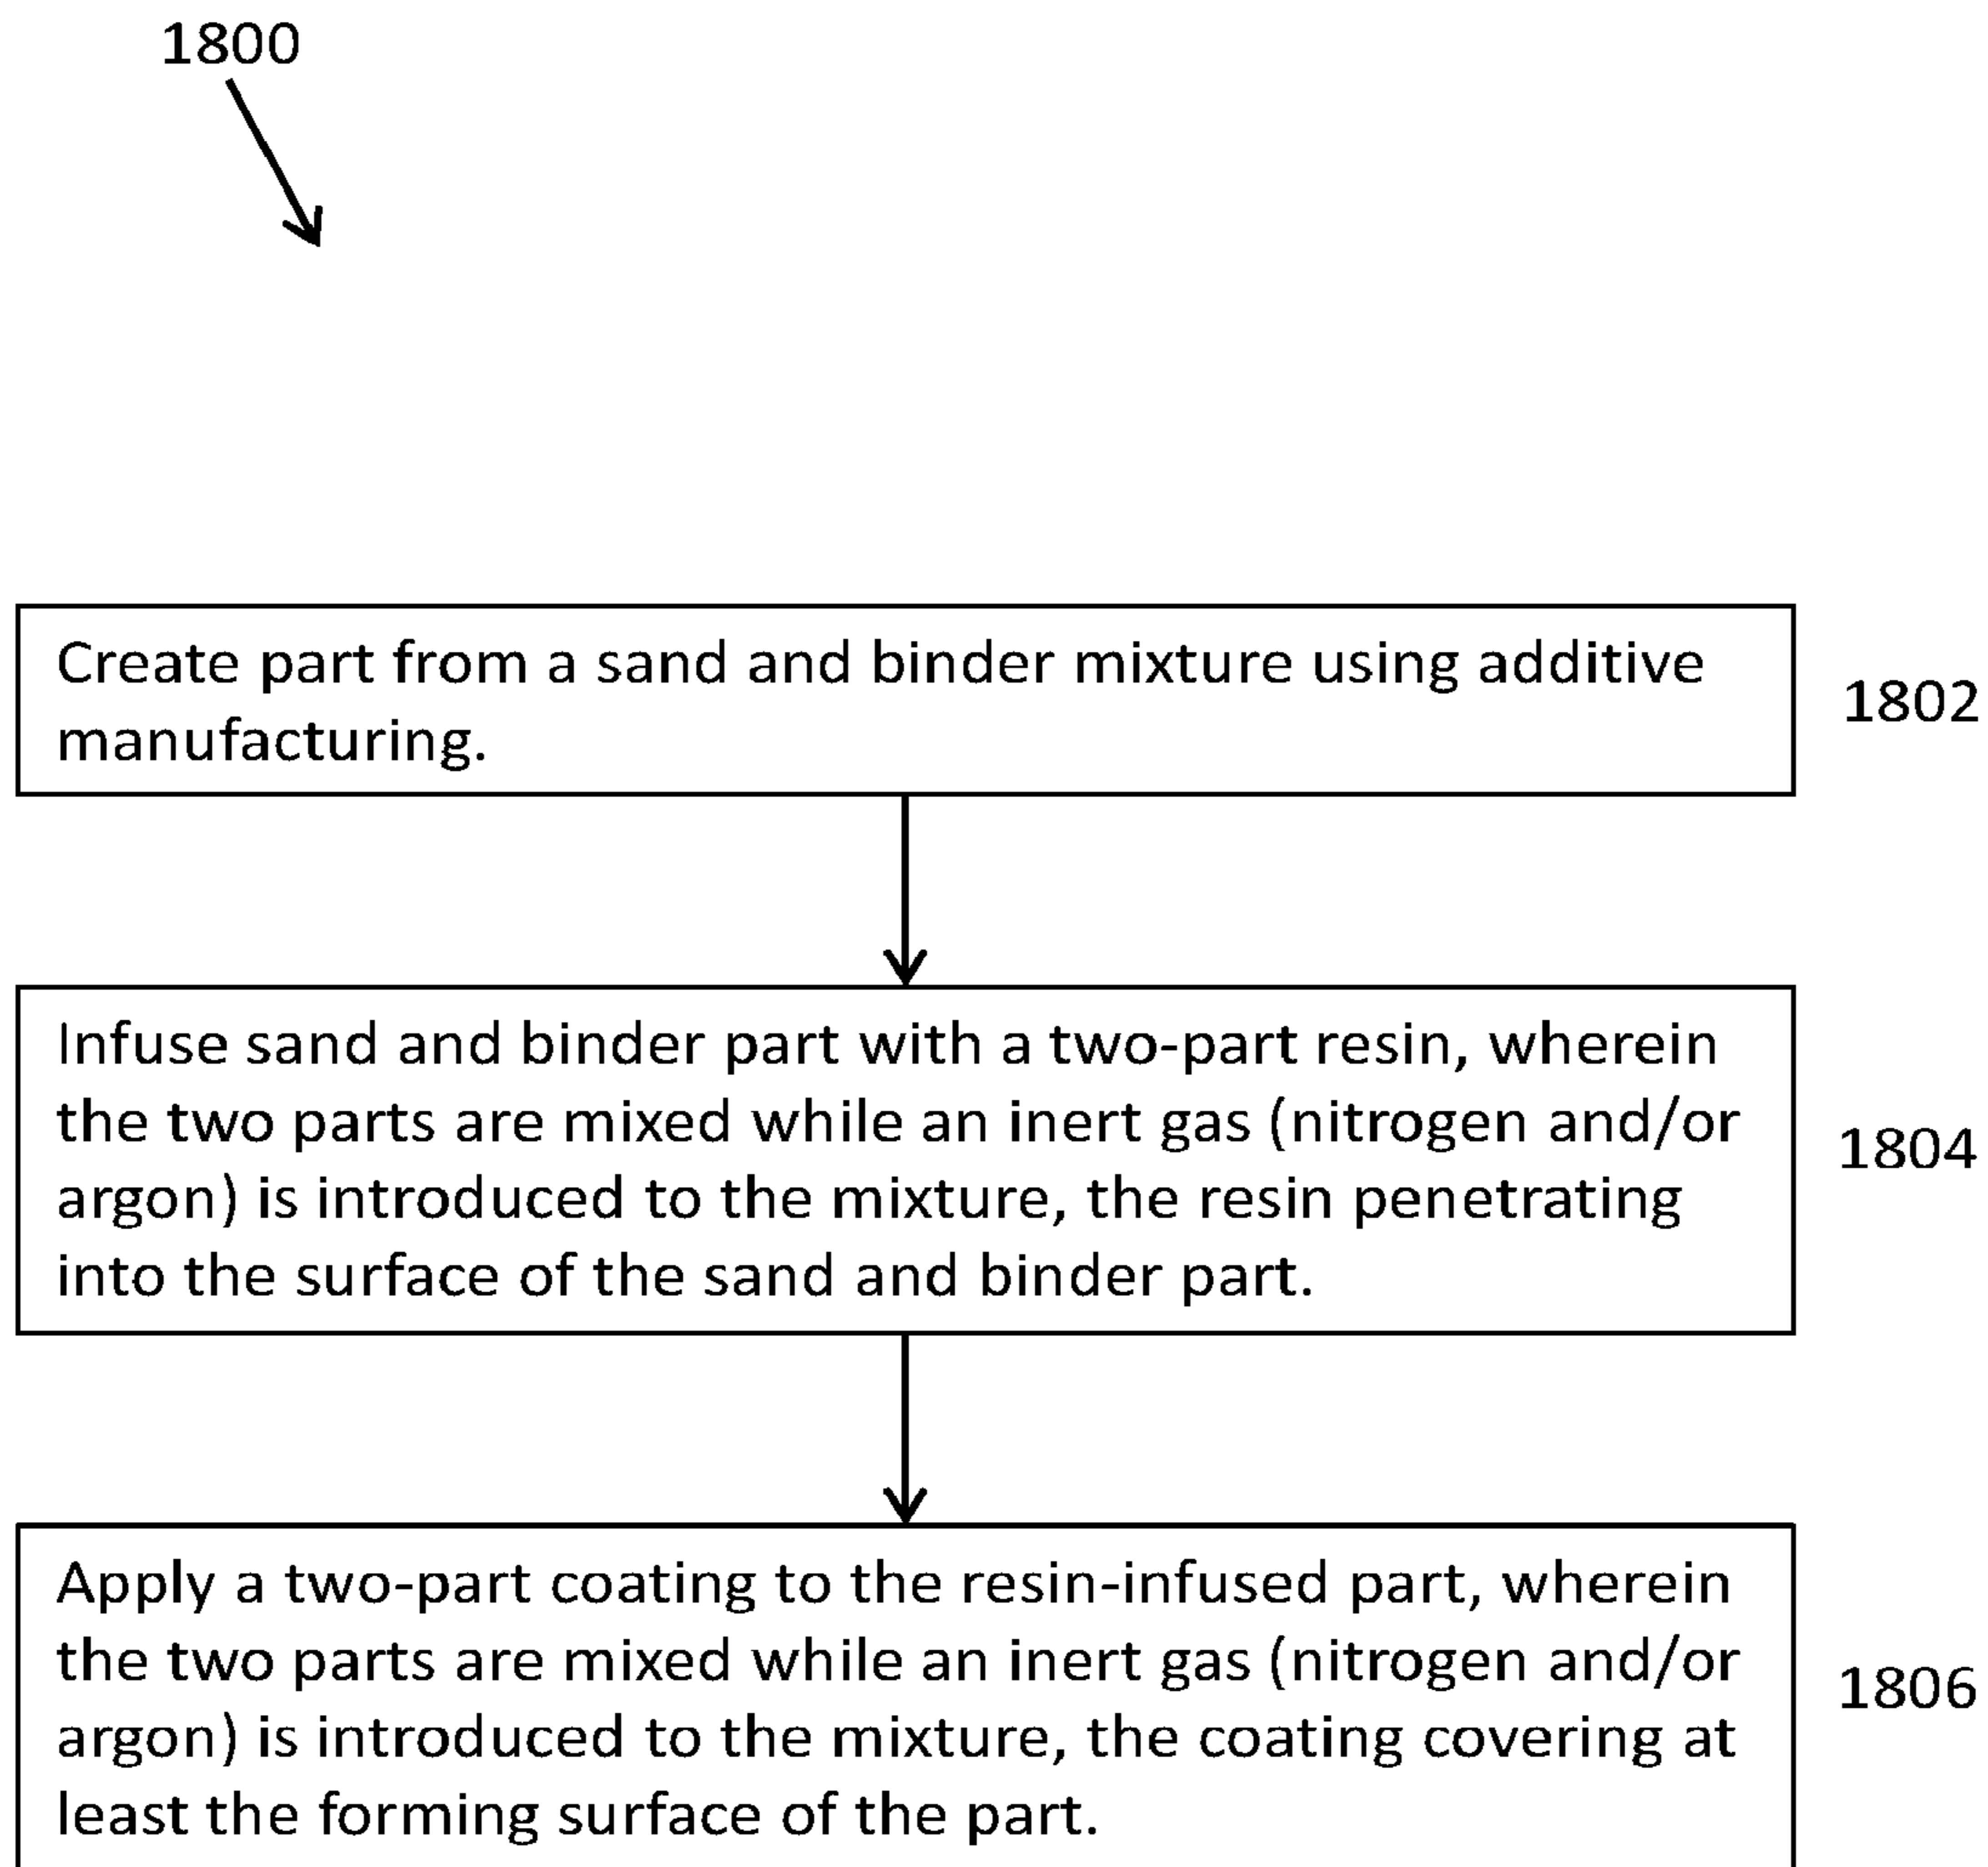 1800
Create part from a sand and binder mixture using additive
manufacturing.
1802
Infuse sand and binder part with a two-part resin, wherein
the two parts are mixed while an inert gas (nitrogen and/or
argon) is introduced to the mixture, the resin penetrating
into the surface of the sand and binder part.
1804
Apply a two-part coating to the resin-infused part, wherein
the two parts are mixed while an inert gas (nitrogen and/or
argon) is introduced to the mixture, the coating covering at
least the forming surface of the part.
1806